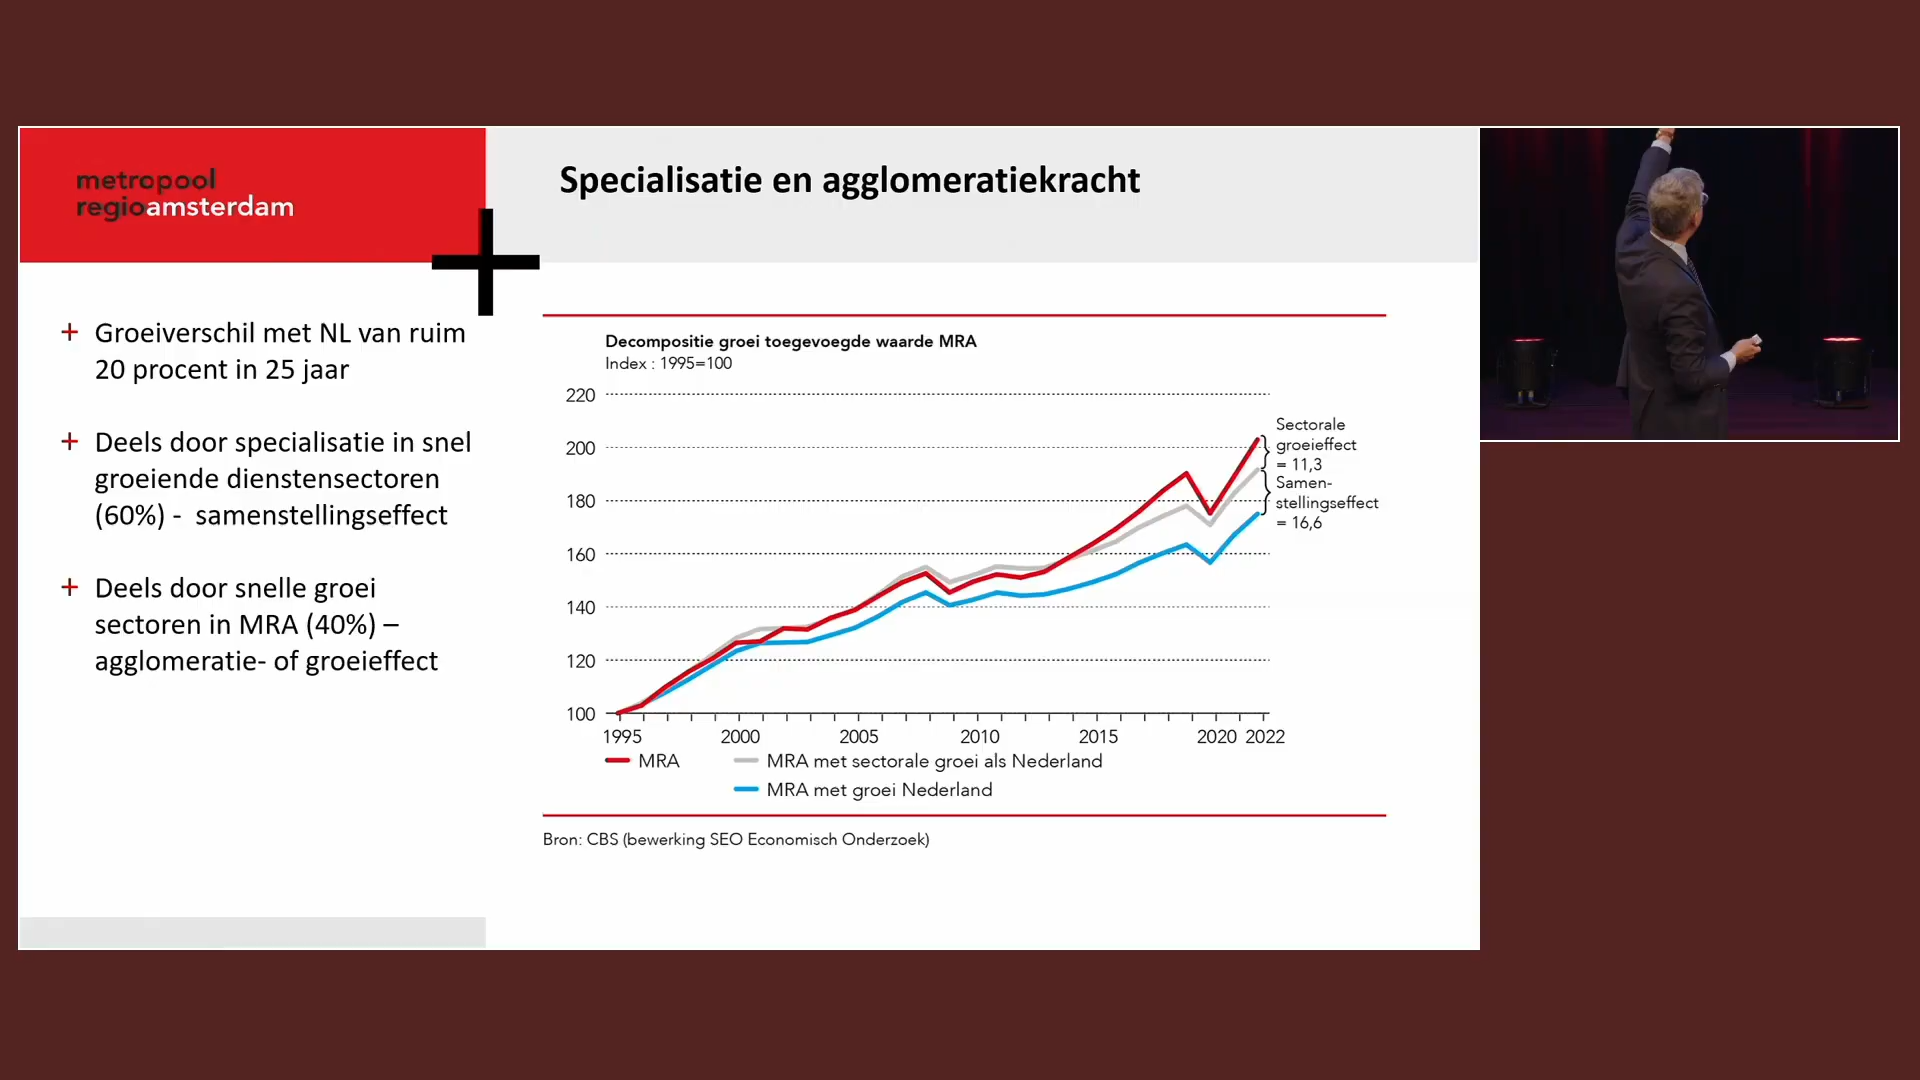 metropool
regioamsterdam
Specialisatie en agglomeratiekracht
+ Groeiverschil met NL van ruim
20 procent in 25 jaar
+ Deels door specialisatie in snel
groeiende dienstensectoren
(60%) - samenstellingseffect
+ Deels door snelle groei
sectoren in MRA (40%) –
agglomeratie- of groeieffect
Decompositie groei toegevoegde waarde MRA
Index : 1995=100
220
200
180
160
140
120
100
Sectorale
groeieffect
= 11,3
Samen-
stellingseffect
= 16,6
1995 2000 2005 2010 2015 2020 2022
MRA MRA met sectorale groei als Nederland
MRA met groei Nederland
Bron: CBS (bewerking SEO Economisch Onderzoek)